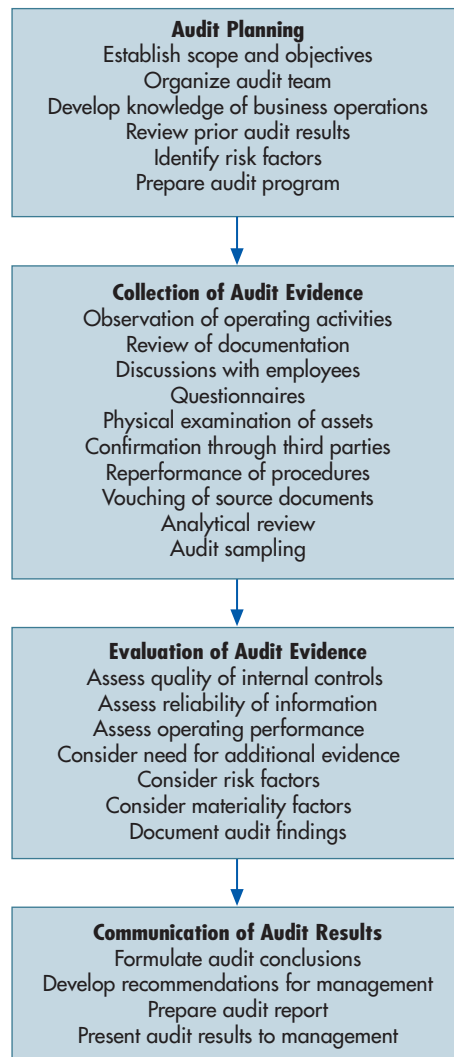 Audit Planning
Establish scope and objectives
Organize audit team
Develop knowledge of business operations
Review prior audit results
Identify risk factors
Prepare audit program
Collection of Audit Evidence
Observation of operating activities
Review of documentation
Discussions with employees
Questionnaires
Physical examination of assets
Confirmation through third parties
Reperformance of procedures
Vouching of source documents
Analytical review
Audit sampling
Evaluation of Audit Evidence
Assess quality of internal controls
Assess reliability of information
Assess operating performance
Consider need for additional evidence
Consider risk factors
Consider materiality factors
Document audit findings
Communication of Audit Results
Formulate audit conclusions
Develop recommendations for management
Prepare audit report
Present audit results to management